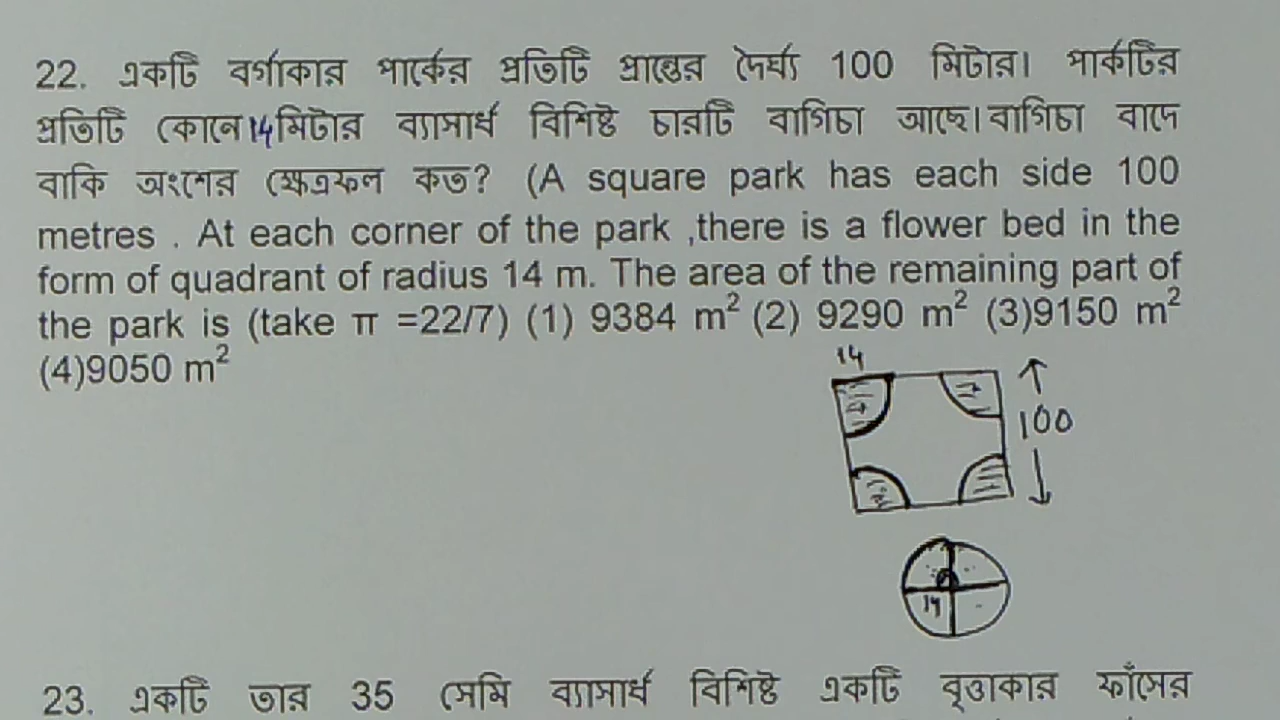 22. একটি বর্গাকার পার্কের প্রতিটি প্রান্তের দৈর্ঘ্য 100 মিটার। পার্কটির
প্রতিটি কোনে 14 মিটার ব্যাসার্ধ বিশিষ্ট চারটি বাগিচা আছে। বাগিচা বাদে
বাকি অংশের ক্ষেত্রফল কত? (A square park has each side 100
metres . At each corner of the park ,there is a flower bed in the
form of quadrant of radius 14 m. The area of the remaining part of
the park is (take π =22/7) (1) 9384 m² (2) 9290 m² (3)9150 m²
(4)9050 m²
14
100
14
23. একটি তার 35 সেমি ব্যাসার্ধ বিশিষ্ট একটি বৃত্তাকার ফাঁসের